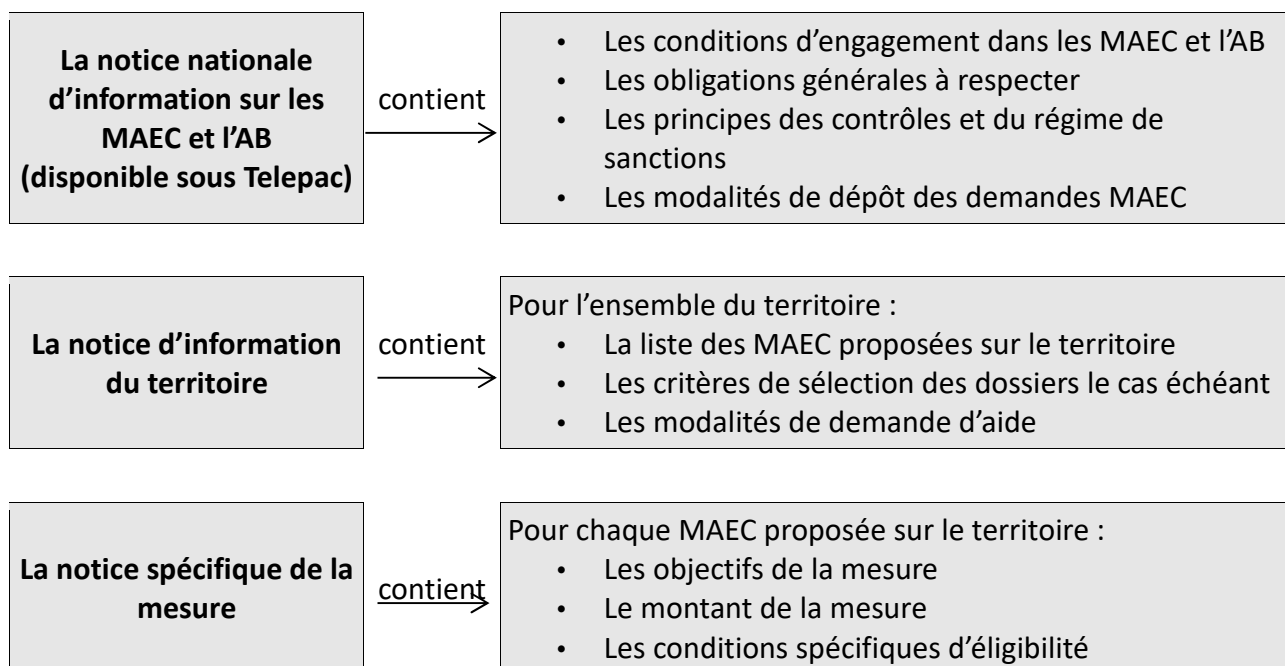 La notice nationale
d’information sur les
MAEC et l’AB
(disponible sous Telepac)
contient
• Les conditions d’engagement dans les MAEC et l’AB
• Les obligations générales à respecter
• Les principes des contrôles et du régime de
sanctions
• Les modalités de dépôt des demandes MAEC
La notice d’information
du territoire
contient
Pour l’ensemble du territoire :
• La liste des MAEC proposées sur le territoire
• Les critères de sélection des dossiers le cas échéant
• Les modalités de demande d’aide
La notice spécifique de la
mesure
contient
Pour chaque MAEC proposée sur le territoire :
• Les objectifs de la mesure
• Le montant de la mesure
• Les conditions spécifiques d’éligibilité